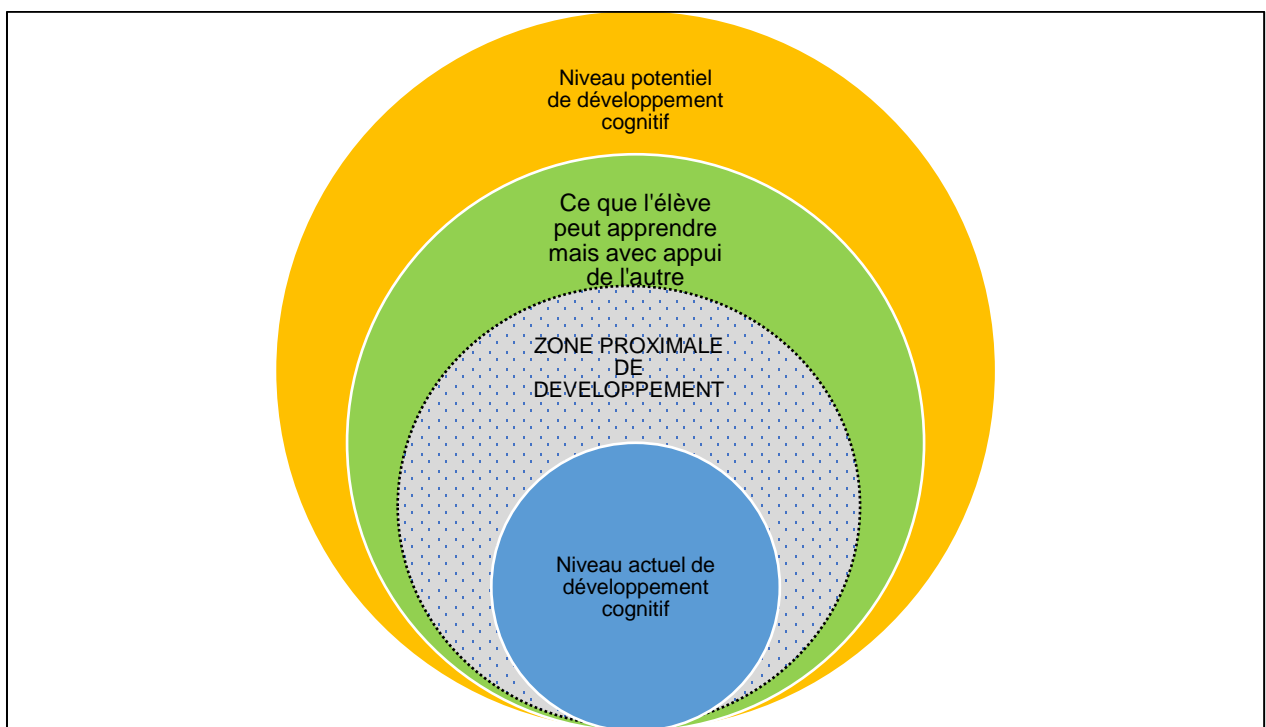 Niveau potentiel
de développement
cognitif
Ce que l'élève
peut apprendre
mais avec appui
de l'autre
ZONE PROXIMALE
DE
DEVELOPPEMENT
Niveau actuel de
développement
cognitif